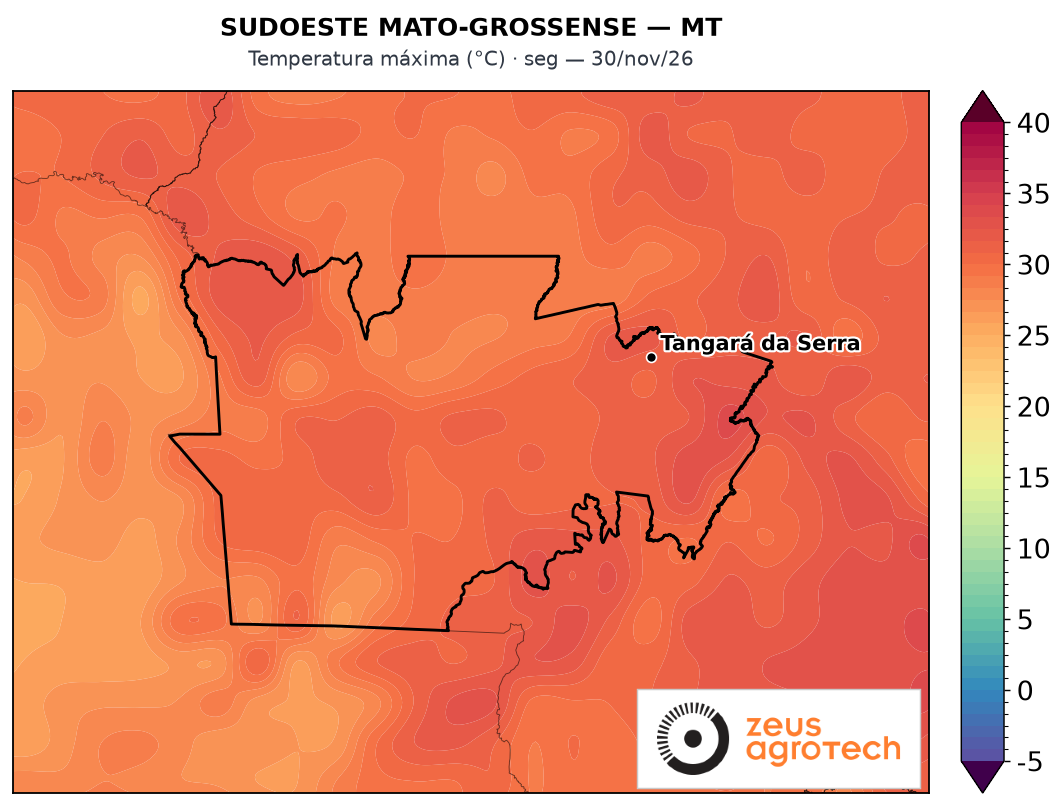 SUDOESTE MATO-GROSSENSE — MT
Temperatura máxima (°C) · seg — 30/nov/26
Tangará da Serra
40
35
30
25
20
15
10
5
0
-5
zeus
agrotech